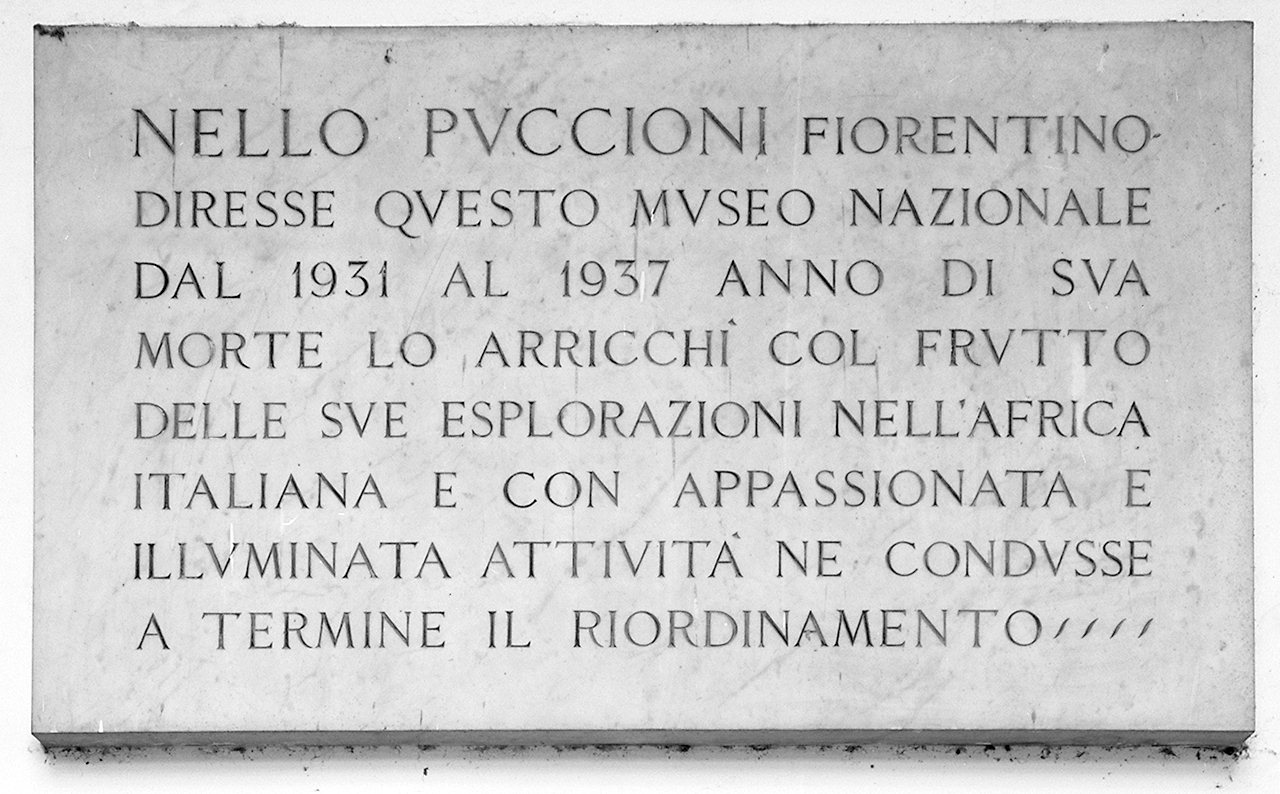 NELLO PVCCIONI FIORENTINO-
DIRESSE QVESTO MVSEO NAZIONALE
DAL 1931 AL 1937 ANNO DI SVA
MORTE LO ARRICCHÌ COL FRVTTO
DELLE SVE ESPLORAZIONI NELL'AFRICA
ITALIANA E CON APPASSIONATA E
ILLVMINATA ATTIVITÀ NE CONDVSSE
A TERMINE IL RIORDINAMENTO ////